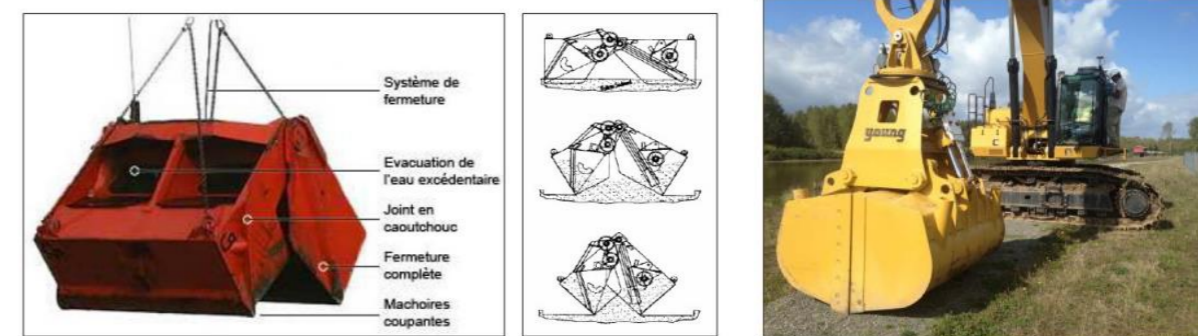 Système de
fermeture
Evacuation de
l'eau excédentaire
Joint en
caoutchouc
Fermeture
complète
Machoires
coupantes
young